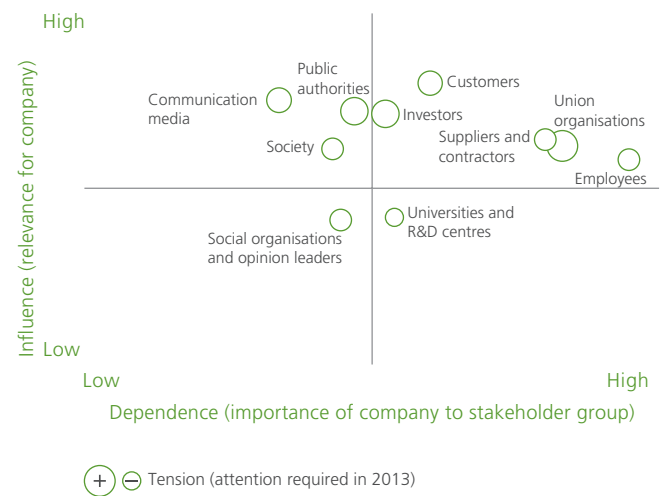 High
Influence (relevance for company)
Public
authorities
Customers
Communication
media
Investors
Union
organisations
Society
Suppliers and
contractors
Employees
Social organisations
and opinion leaders
Universities and
R&D centres
Low
Low
High
Dependence (importance of company to stakeholder group)
+ − Tension (attention required in 2013)